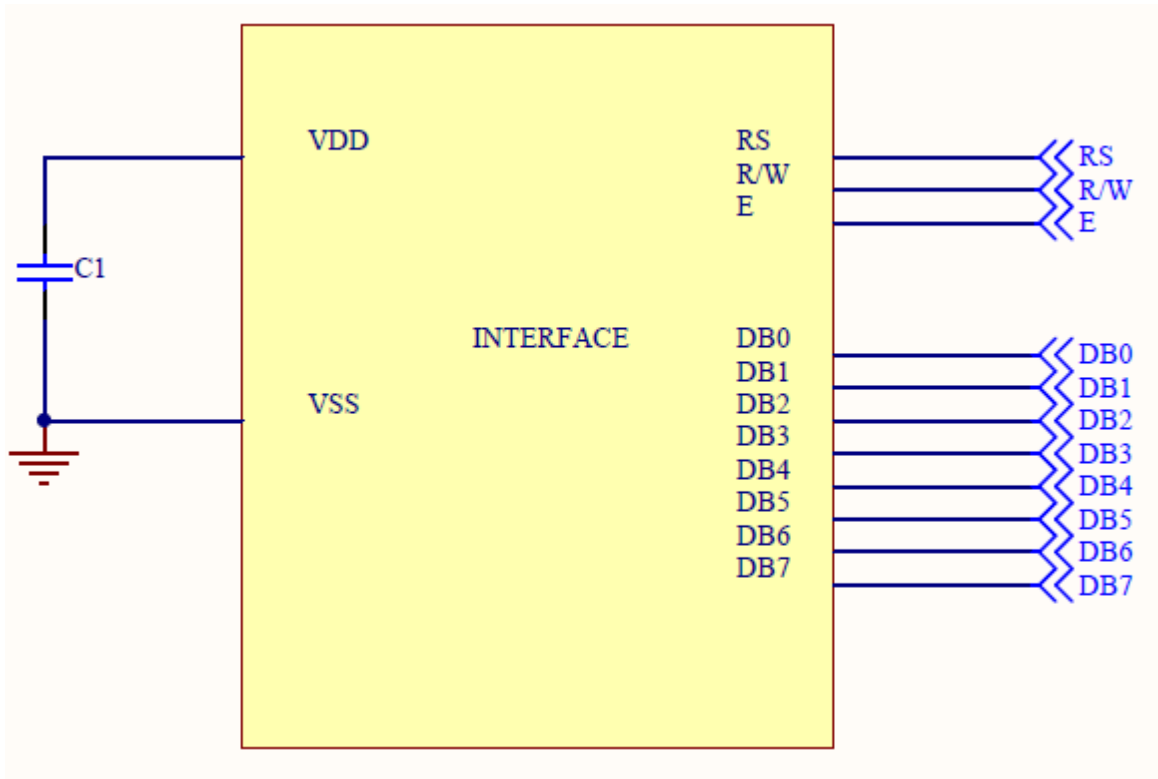 VDD
RS
RS
R/W
R/W
E
E
C1
INTERFACE
DB0
DB0
DB1
DB1
VSS
DB2
DB2
DB3
DB3
DB4
DB4
DB5
DB5
DB6
DB6
DB7
DB7